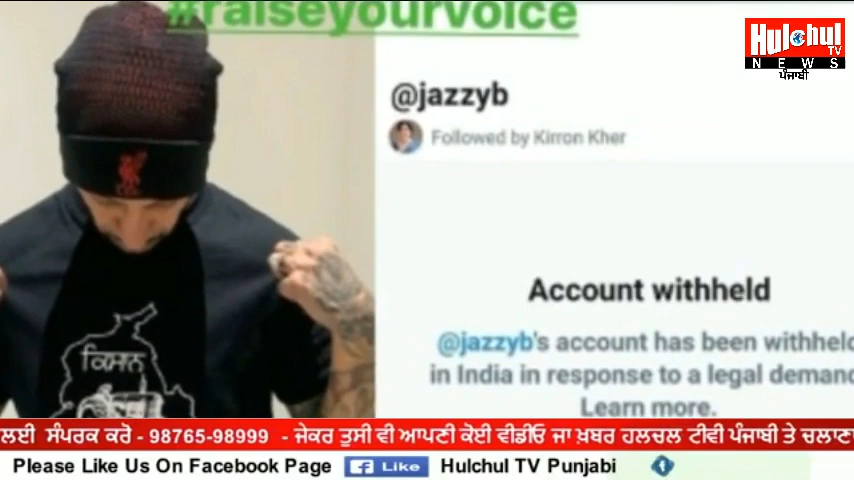 #raiseyourvoice
Hulchul
TV
NEWS
ਪੰਜਾਬੀ
@jazzyb
Followed by Kirron Kher
Account withheld
@jazzyb's account has been withheld
in India in response to a legal demand
Learn more.
ਕਿਸਾਨ
ਲਈ ਸੰਪਰਕ ਕਰੋ - 98765-98999 - ਜੇਕਰ ਤੁਸੀ ਵੀ ਆਪਣੀ ਕੋਈ ਵੀਡੀਓ ਜਾ ਖ਼ਬਰ ਹਲਚਲ ਟੀਵੀ ਪੰਜਾਬੀ ਤੇ ਚਲਾਣਾ
Please Like Us On Facebook Page f Like Hulchul TV Punjabi